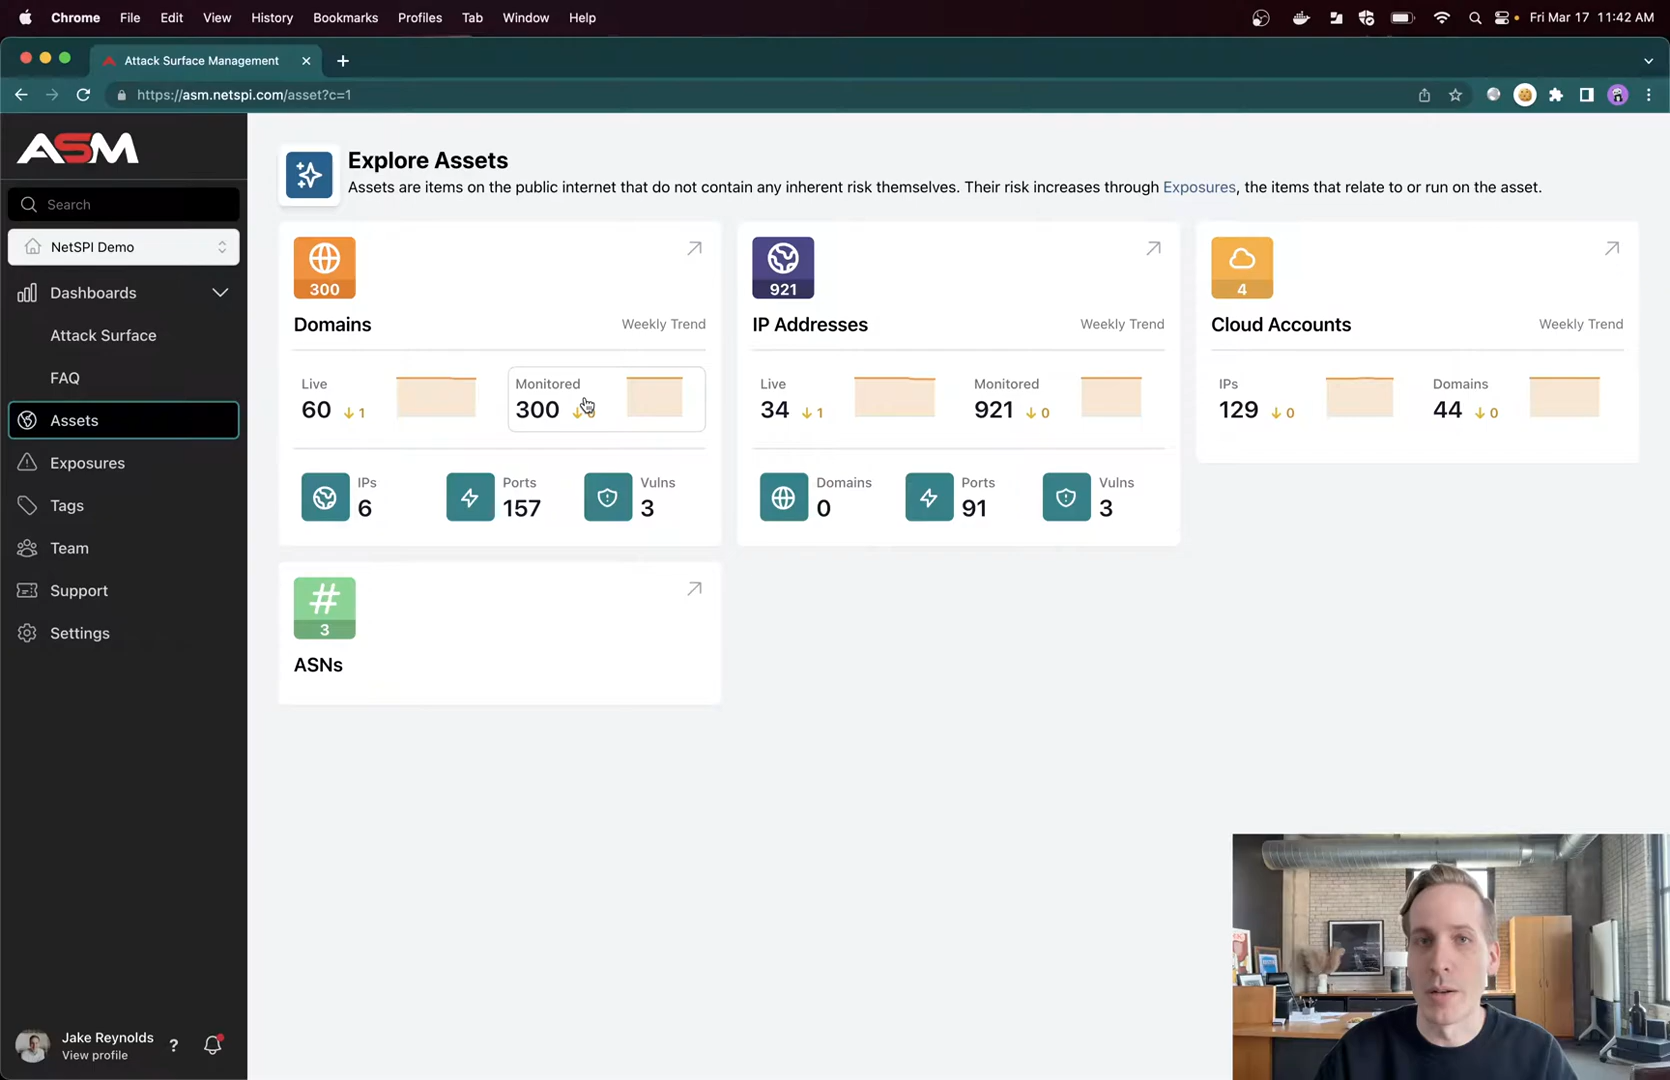 Chrome File Edit View History Bookmarks Profiles Tab Window Help Fri Mar 17 11:42 AM
Attack Surface Management
https://asm.netspi.com/asset?c=1
ASM
Search
NetSPI Demo
Dashboards
Attack Surface
FAQ
Assets
Exposures
Tags
Team
Support
Settings
Jake Reynolds
View profile
?
Explore Assets
Assets are items on the public internet that do not contain any inherent risk themselves. Their risk increases through Exposures, the items that relate to or run on the asset.
300
Domains Weekly Trend
Live Monitored
60 ↓ 1 300 ↓ 0
IPs Ports Vulns
6 157 3
921
IP Addresses Weekly Trend
Live Monitored
34 ↓ 1 921 ↓ 0
Domains Ports Vulns
0 91 3
4
Cloud Accounts Weekly Trend
IPs Domains
129 ↓ 0 44 ↓ 0
#
3
ASNs